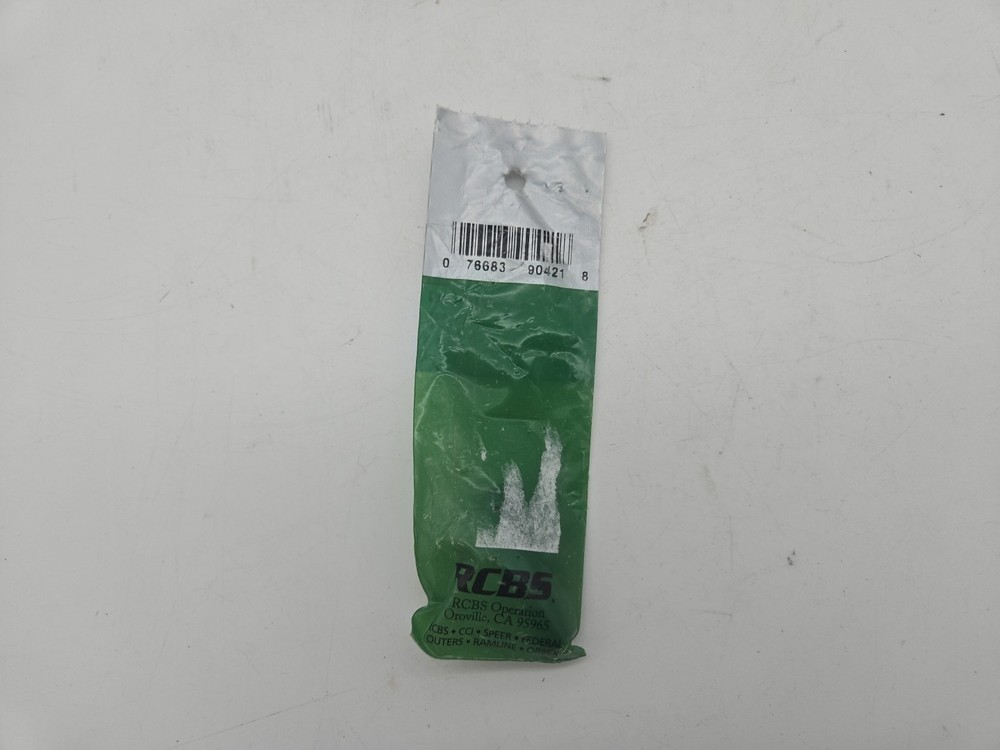 0 76683 90421 8
RCBS
RCBS Operation
Oroville, CA 95965
RCBS • CCI • SPEER • FEDERAL
OUTERS • RAMLINE •